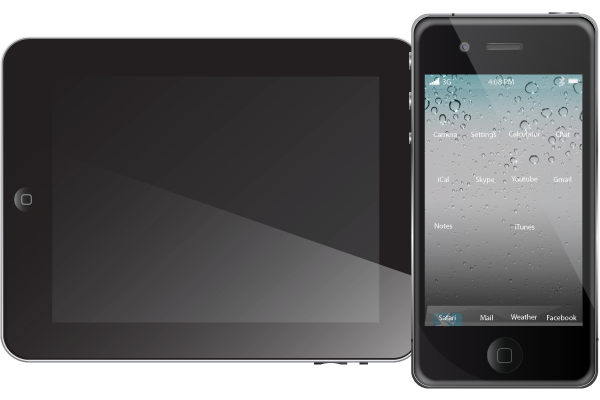 3G 4:08 PM
Camera Settings Calculator Chat
iCal Skype Youtube Gmail
Notes iTunes
Safari Mail Weather Facebook